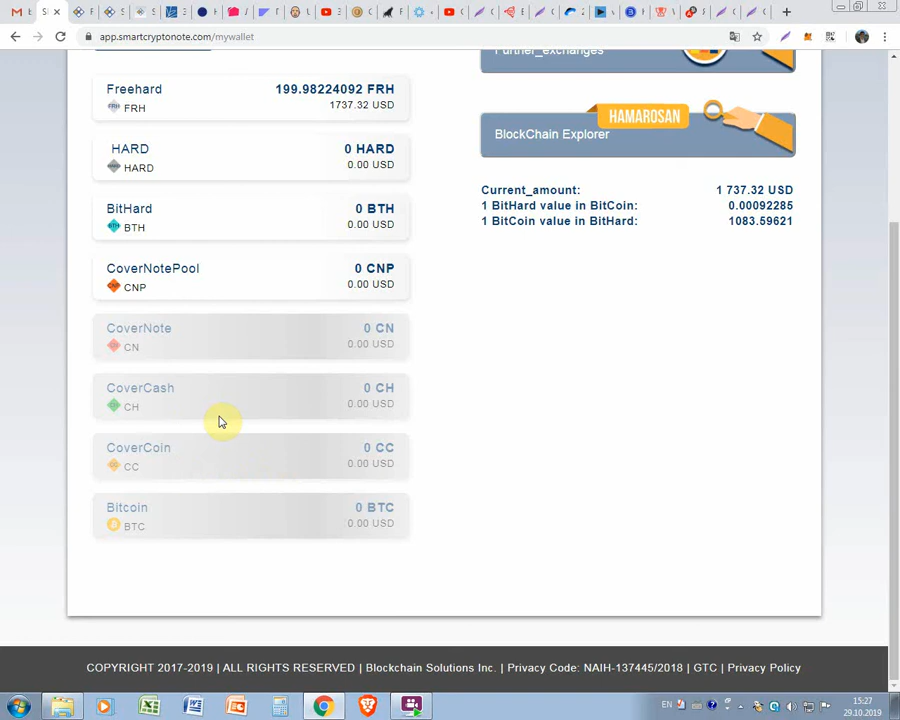 app.smartcryptonote.com/mywallet
Further_exchanges
Freehard
199.98224092 FRH
FRH
1737.32 USD
HAMAROSAN
BlockChain Explorer
HARD
0 HARD
HARD
0.00 USD
Current_amount:
1 737.32 USD
1 BitHard value in BitCoin:
0.00092285
1 BitCoin value in BitHard:
1083.59621
BitHard
0 BTH
BTH
0.00 USD
CoverNotePool
0 CNP
CNP
0.00 USD
CoverNote
0 CN
CN
0.00 USD
CoverCash
0 CH
CH
0.00 USD
CoverCoin
0 CC
CC
0.00 USD
Bitcoin
0 BTC
BTC
0.00 USD
COPYRIGHT 2017-2019 | ALL RIGHTS RESERVED | Blockchain Solutions Inc. | Privacy Code: NAIH-137445/2018 | GTC | Privacy Policy
EN
15:27
29.10.2019